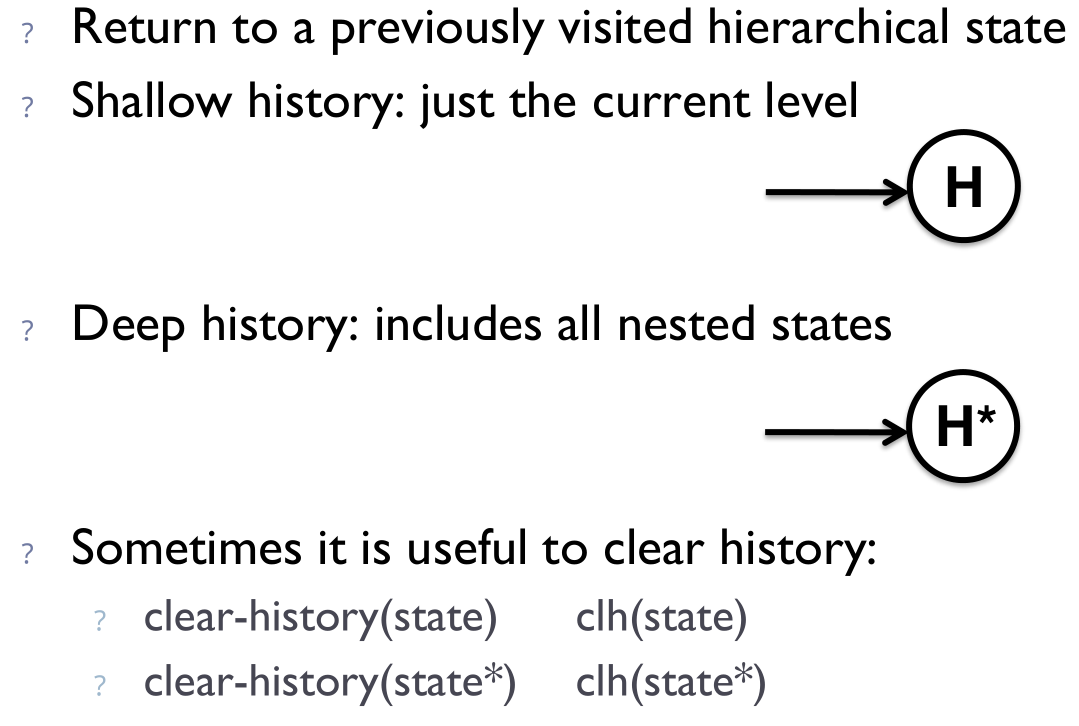 ? Return to a previously visited hierarchical state
? Shallow history: just the current level
H
? Deep history: includes all nested states
H*
? Sometimes it is useful to clear history:
? clear-history(state) clh(state)
? clear-history(state*) clh(state*)